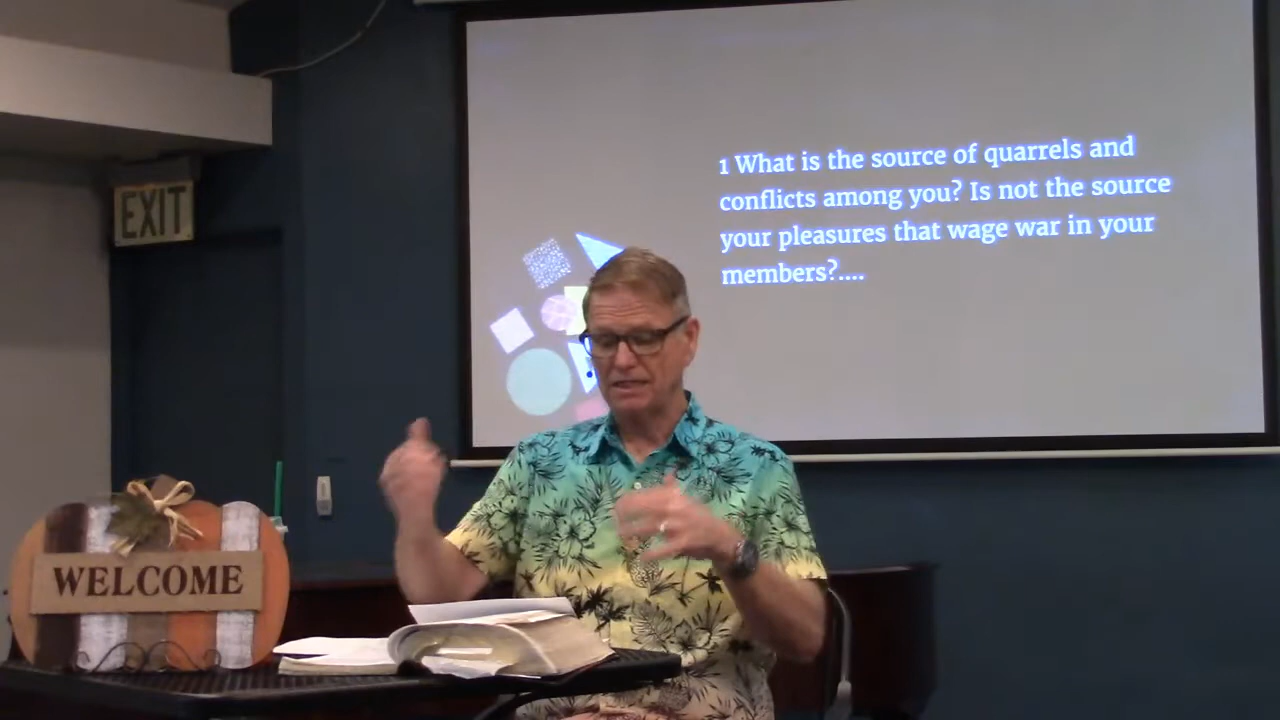 1 What is the source of quarrels and
conflicts among you? Is not the source
your pleasures that wage war in your
members?....
EXIT
WELCOME